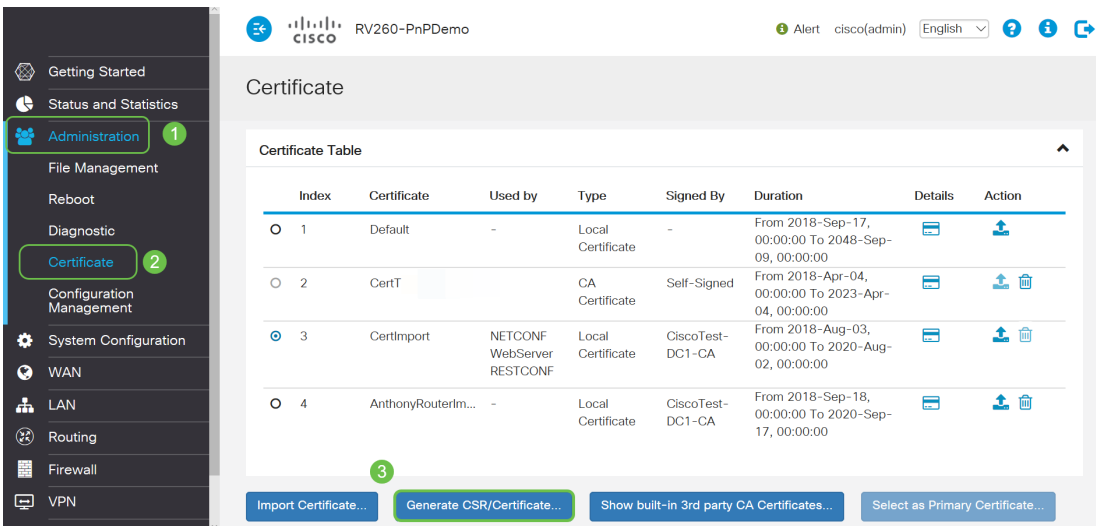 CISCO RV260-PnPDemo Alert cisco(admin) English ? i
Getting Started
Certificate
Status and Statistics
Administration 1
Certificate Table
File Management
Index Certificate Used by Type Signed By Duration Details Action
Reboot
1 Default - Local Certificate - From 2018-Sep-17,
00:00:00 To 2048-Sep-
09, 00:00:00
Diagnostic
Certificate 2
2 CertT CA Certificate Self-Signed From 2018-Apr-04,
00:00:00 To 2023-Apr-
04, 00:00:00
Configuration
Management
System Configuration
3 CertImport NETCONF WebServer RESTCONF Local Certificate CiscoTest-DC1-CA From 2018-Aug-03,
00:00:00 To 2020-Aug-
02, 00:00:00
WAN
LAN
4 AnthonyRouterIm... - Local Certificate CiscoTest-DC1-CA From 2018-Sep-18,
00:00:00 To 2020-Sep-
17, 00:00:00
Routing
Firewall
3
VPN
Import Certificate... Generate CSR/Certificate... Show built-in 3rd party CA Certificates... Select as Primary Certificate...